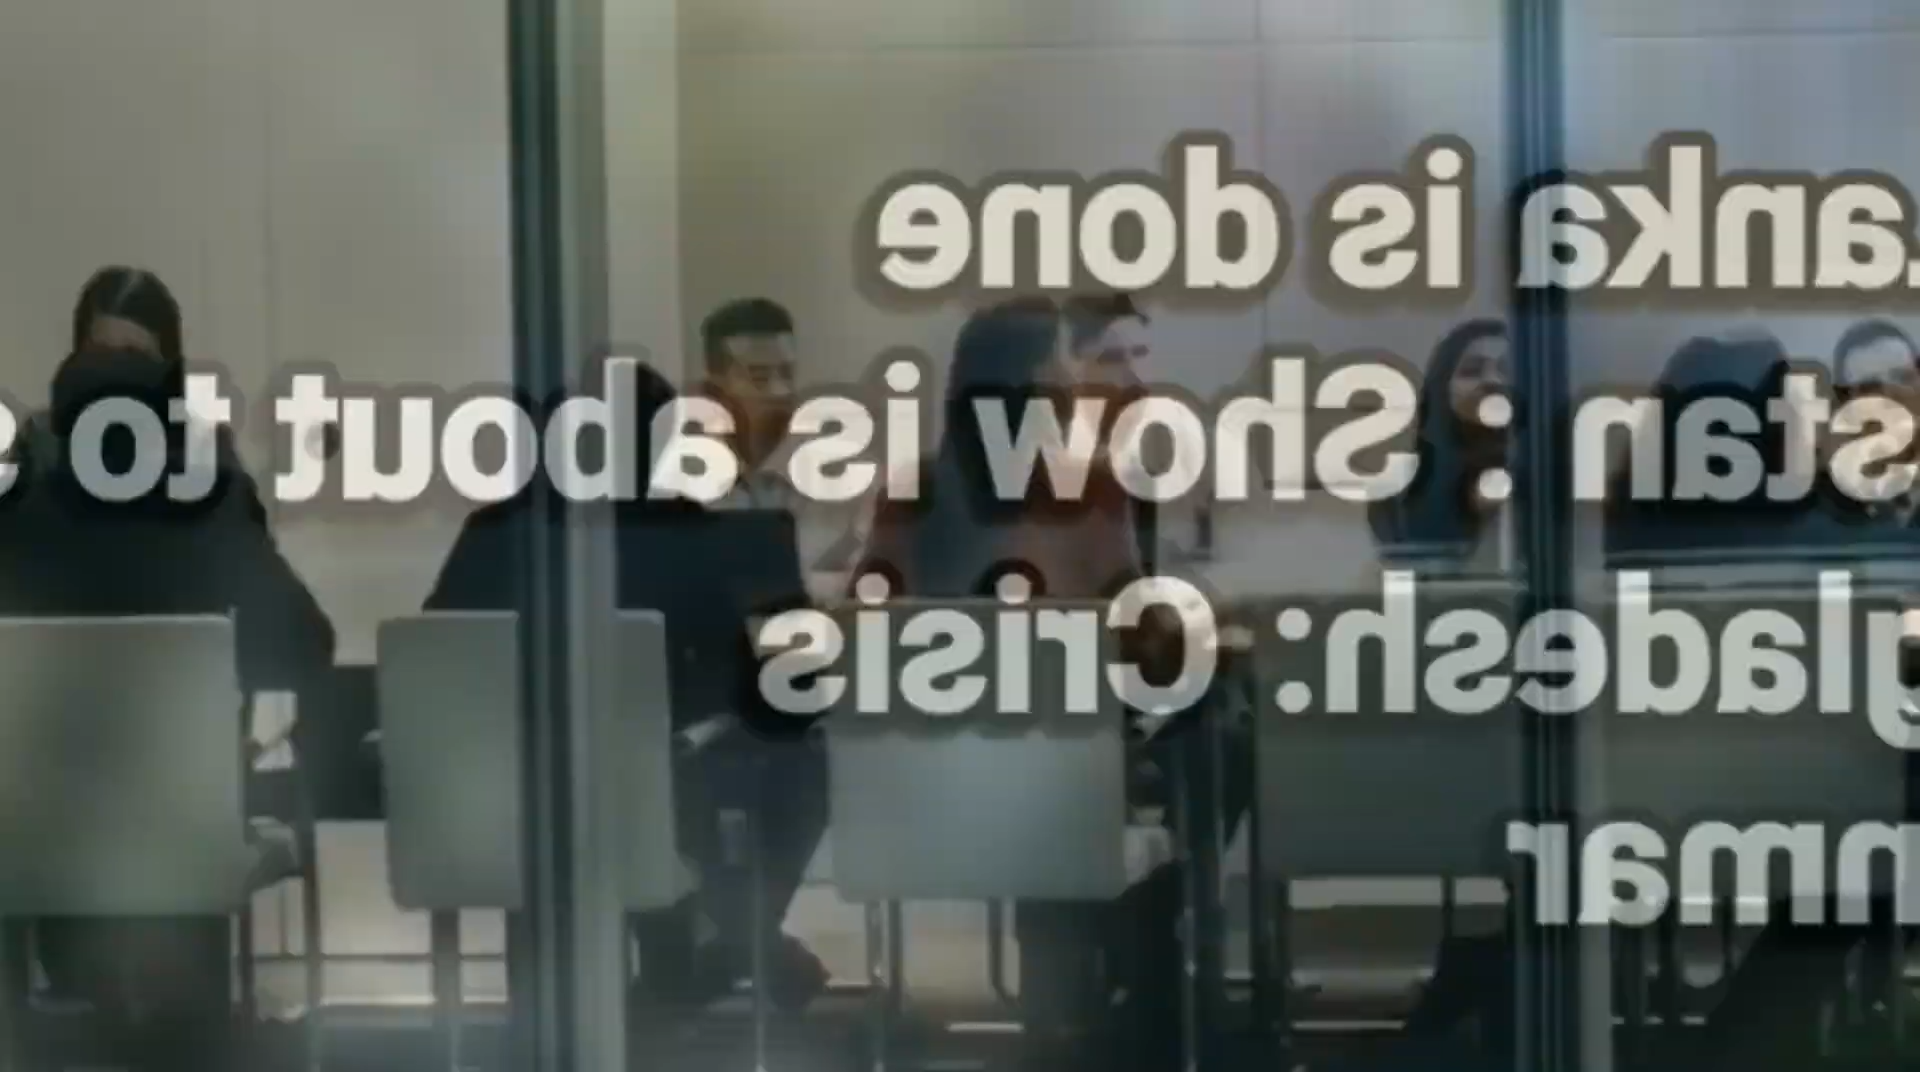 anka is done
stan : Show is about to s
gladesh: Crisis
nmar